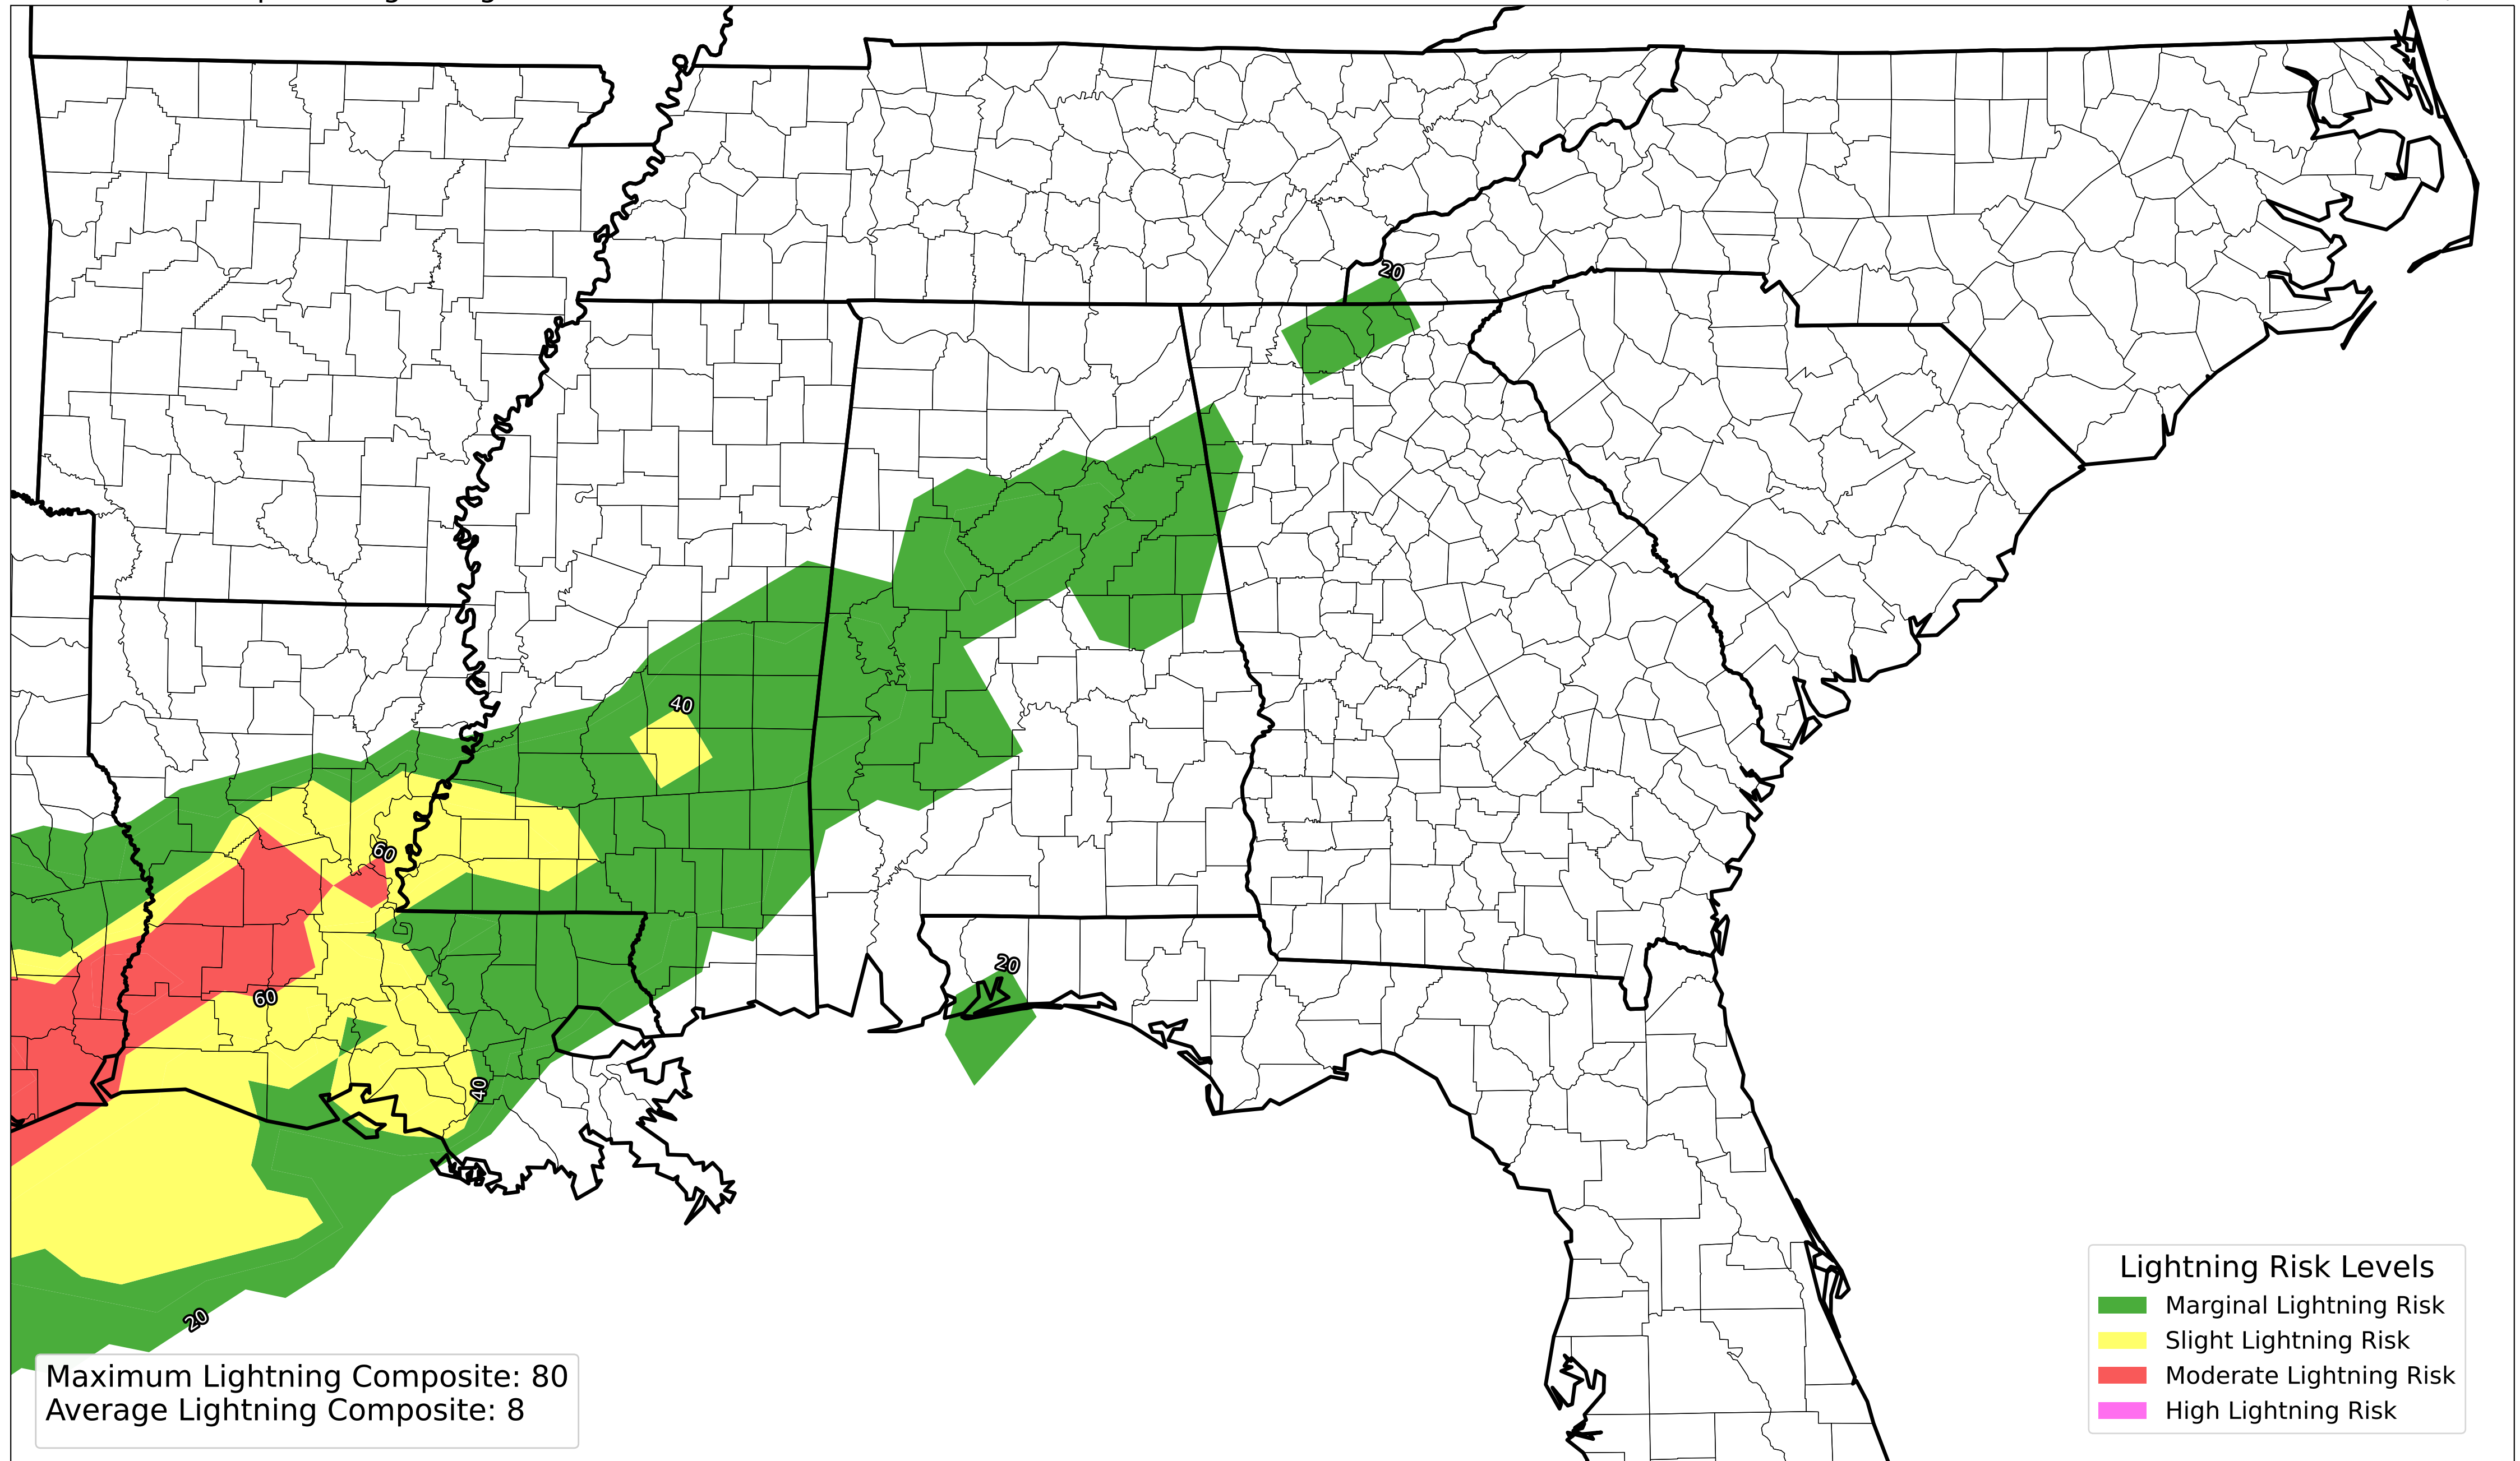 20
40
60
20
60
40
20
Maximum Lightning Composite: 80
Average Lightning Composite: 8
Lightning Risk Levels
Marginal Lightning Risk
Slight Lightning Risk
Moderate Lightning Risk
High Lightning Risk